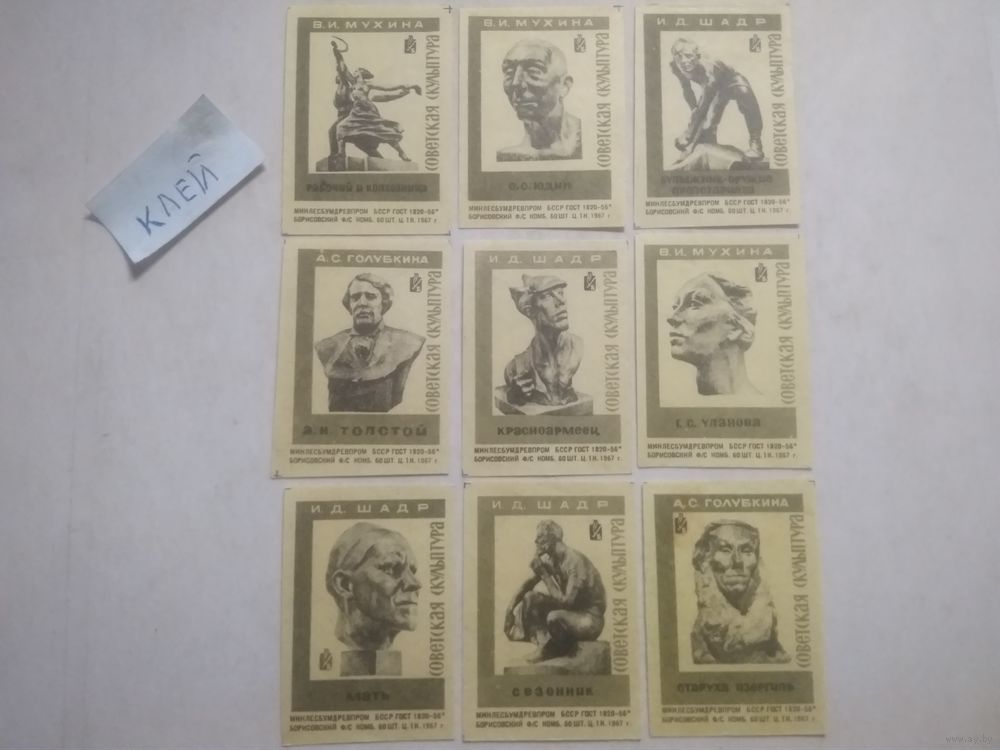 КЛЕЙ
В.И. МУХИНА
СОВЕТСКАЯ СКУЛЬПТУРА
РАБОЧИЙ И КОЛХОЗНИЦА
МИНЛЕСБУМДРЕВПРОМ БССР ГОСТ 1820-56*
БОРИСОВСКИЙ Ф/С КОМБ. 60 ШТ. Ц. 1 К. 1967 г.
В.И. МУХИНА
СОВЕТСКАЯ СКУЛЬПТУРА
С.С. ЮДИН
МИНЛЕСБУМДРЕВПРОМ БССР ГОСТ 1820-56*
БОРИСОВСКИЙ Ф/С КОМБ. 60 ШТ. Ц. 1 К. 1967 г.
И.Д. ШАДР
СОВЕТСКАЯ СКУЛЬПТУРА
БУЛЫЖНИК-ОРУЖИЕ
ПРОЛЕТАРИАТА
МИНЛЕСБУМДРЕВПРОМ БССР ГОСТ 1820-56*
БОРИСОВСКИЙ Ф/С КОМБ. 60 ШТ. Ц. 1 К. 1967 г.
А.С. ГОЛУБКИНА
СОВЕТСКАЯ СКУЛЬПТУРА
А.Н. ТОЛСТОЙ
МИНЛЕСБУМДРЕВПРОМ БССР ГОСТ 1820-56*
БОРИСОВСКИЙ Ф/С КОМБ. 60 ШТ. Ц. 1 К. 1967 г.
И.Д. ШАДР
СОВЕТСКАЯ СКУЛЬПТУРА
КРАСНОАРМЕЕЦ
МИНЛЕСБУМДРЕВПРОМ БССР ГОСТ 1820-56*
БОРИСОВСКИЙ Ф/С КОМБ. 60 ШТ. Ц. 1 К. 1967 г.
В.И. МУХИНА
СОВЕТСКАЯ СКУЛЬПТУРА
Г.С. УЛАНОВА
МИНЛЕСБУМДРЕВПРОМ БССР ГОСТ 1820-56*
БОРИСОВСКИЙ Ф/С КОМБ. 60 ШТ. Ц. 1 К. 1967 г.
И.Д. ШАДР
СОВЕТСКАЯ СКУЛЬПТУРА
МАТЬ
МИНЛЕСБУМДРЕВПРОМ БССР ГОСТ 1820-56*
БОРИСОВСКИЙ Ф/С КОМБ. 60 ШТ. Ц. 1 К. 1967 г.
И.Д. ШАДР
СОВЕТСКАЯ СКУЛЬПТУРА
СЕЗОННИК
МИНЛЕСБУМДРЕВПРОМ БССР ГОСТ 1820-56*
БОРИСОВСКИЙ Ф/С КОМБ. 60 ШТ. Ц. 1 К. 1967 г.
А.С. ГОЛУБКИНА
СОВЕТСКАЯ СКУЛЬПТУРА
СТАРУХА ИЗЕРГИЛЬ
МИНЛЕСБУМДРЕВПРОМ БССР ГОСТ 1820-56*
БОРИСОВСКИЙ Ф/С КОМБ. 60 ШТ. Ц. 1 К. 1967 г.
www.ay.by